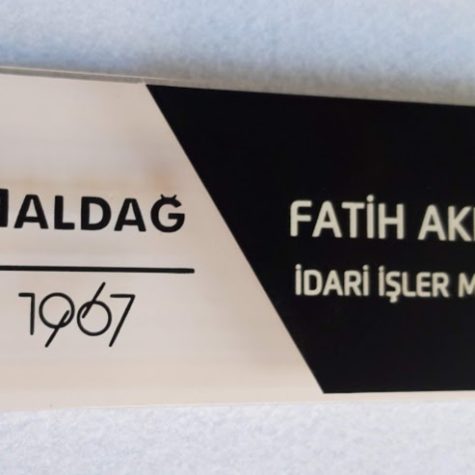 ALDAĞ
1967
FATİH
İDARİ İŞLER